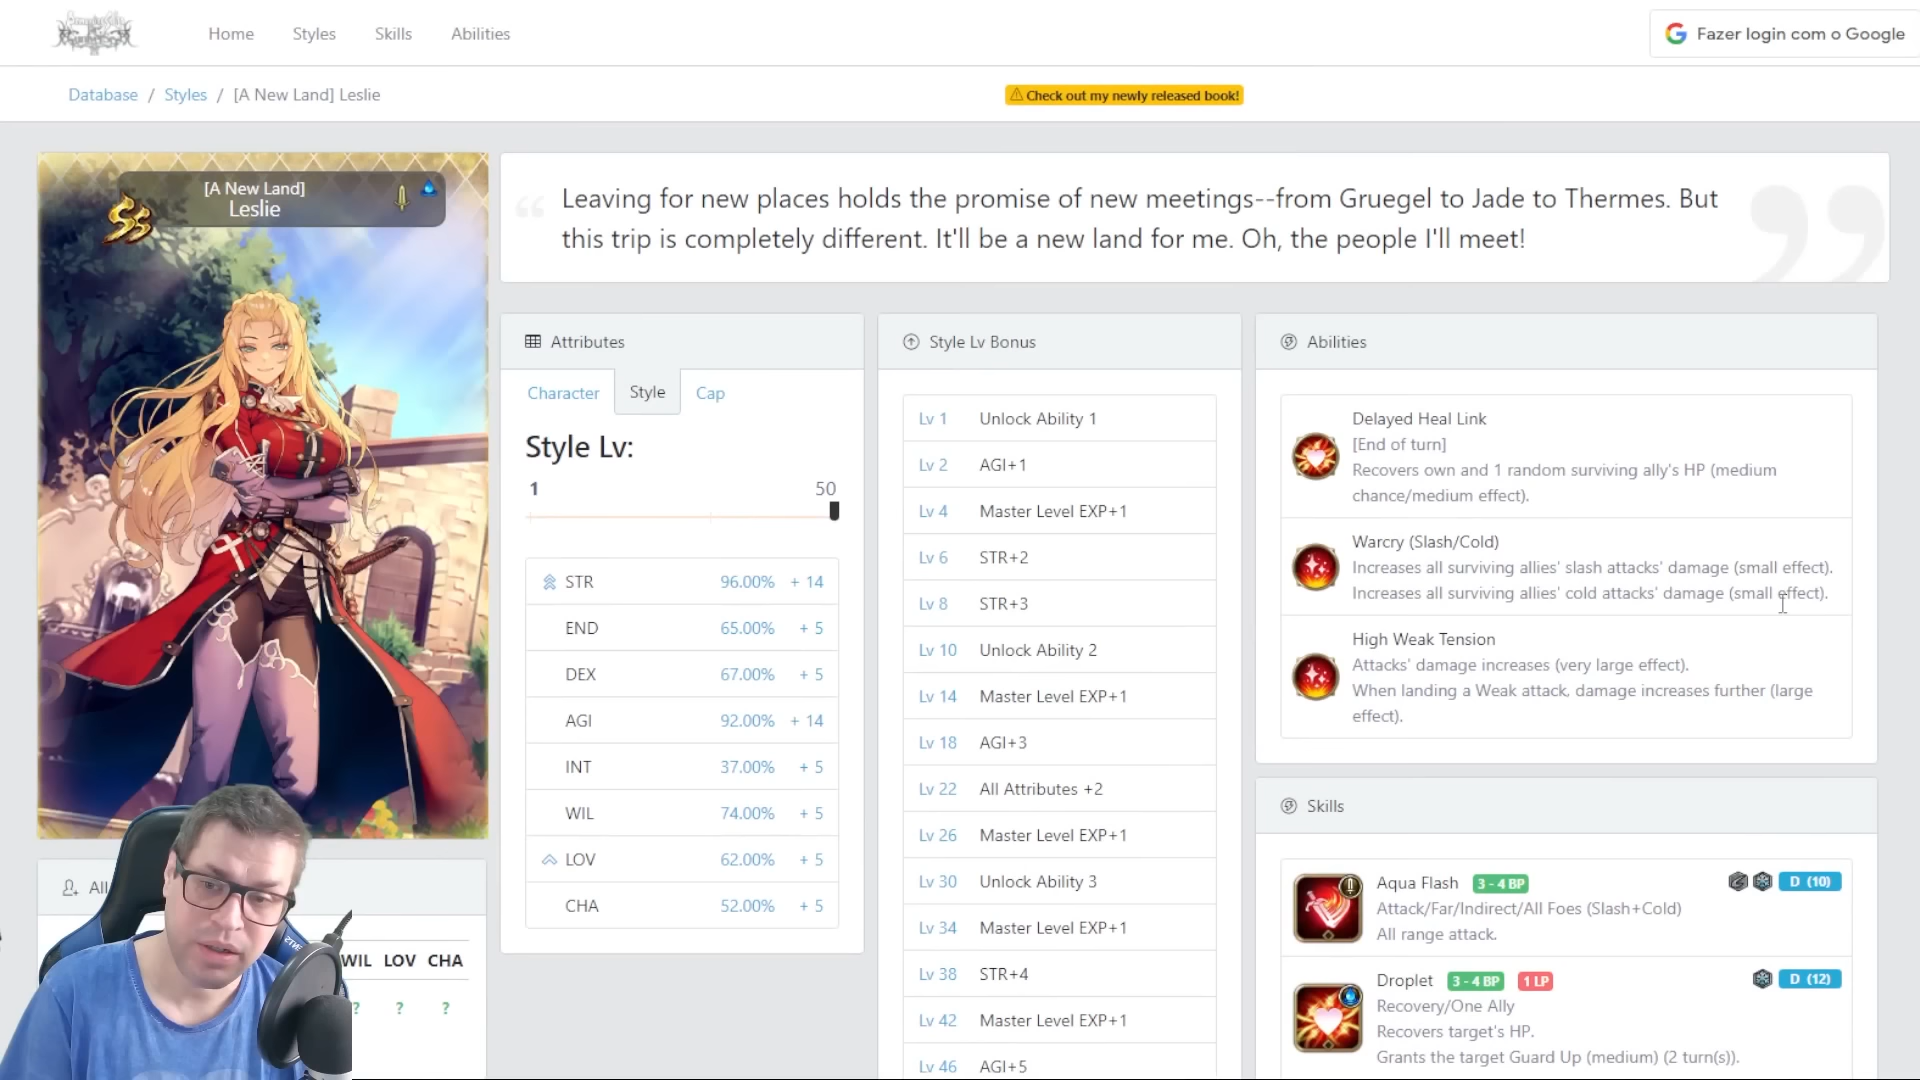 Home
Styles
Skills
Abilities
Fazer login com o Google
Database / Styles / [A New Land] Leslie
Check out my newly released book!
[A New Land]
Leslie
SS
Leaving for new places holds the promise of new meetings--from Gruegel to Jade to Thermes. But
this trip is completely different. It'll be a new land for me. Oh, the people I'll meet!
Attributes
Character
Style
Cap
Style Lv:
1
50
STR 96.00% + 14
END 65.00% + 5
DEX 67.00% + 5
AGI 92.00% + 14
INT 37.00% + 5
WIL 74.00% + 5
LOV 62.00% + 5
CHA 52.00% + 5
Style Lv Bonus
Lv 1 Unlock Ability 1
Lv 2 AGI+1
Lv 4 Master Level EXP+1
Lv 6 STR+2
Lv 8 STR+3
Lv 10 Unlock Ability 2
Lv 14 Master Level EXP+1
Lv 18 AGI+3
Lv 22 All Attributes +2
Lv 26 Master Level EXP+1
Lv 30 Unlock Ability 3
Lv 34 Master Level EXP+1
Lv 38 STR+4
Lv 42 Master Level EXP+1
Lv 46 AGI+5
Abilities
Delayed Heal Link
[End of turn]
Recovers own and 1 random surviving ally's HP (medium
chance/medium effect).
Warcry (Slash/Cold)
Increases all surviving allies' slash attacks' damage (small effect).
Increases all surviving allies' cold attacks' damage (small effect).
High Weak Tension
Attacks' damage increases (very large effect).
When landing a Weak attack, damage increases further (large
effect).
Skills
Aqua Flash 3 - 4 BP D (10)
Attack/Far/Indirect/All Foes (Slash+Cold)
All range attack.
Droplet 3 - 4 BP 1 LP D (12)
Recovery/One Ally
Recovers target's HP.
Grants the target Guard Up (medium) (2 turn(s)).
All
WIL LOV CHA
? ? ?